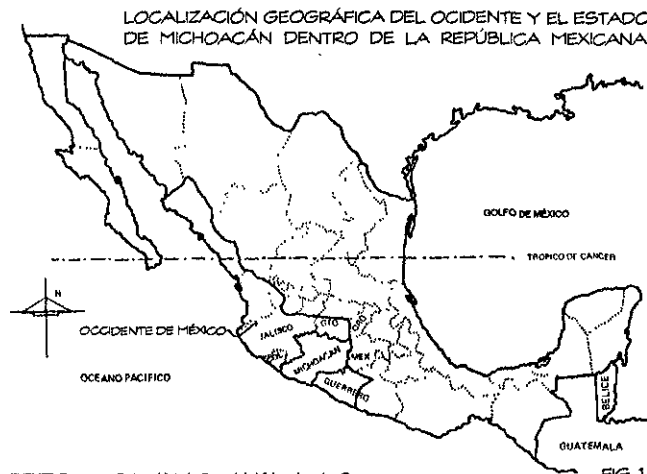 LOCALIZACIÓN GEOGRÁFICA DEL OCIDENTE Y EL ESTADO
DE MICHOACÁN DENTRO DE LA REPÚBLICA MEXICANA
GOLFO DE MÉXICO
TROPICO DE CANCER
N
OCCIDENTE DE MÉXICO
JALISCO
GTO
QRO
COL
MICHOACAN
MEX
OCEANO PACIFICO
GUERRERO
BELICE
GUATEMALA
FIG. 1